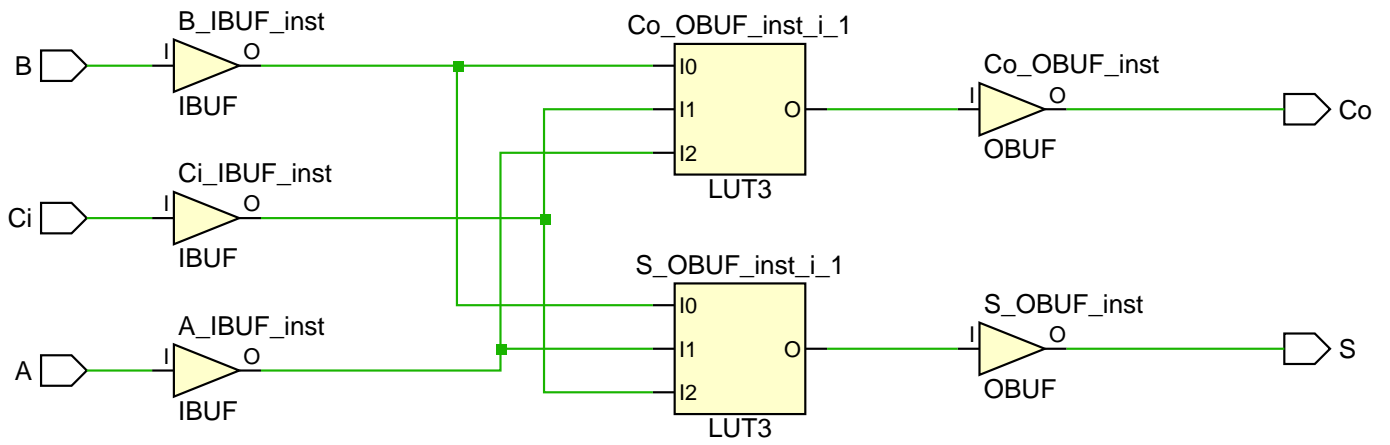 B_IBUF_inst
B
I
O
IBUF
Ci_IBUF_inst
Ci
I
O
IBUF
A_IBUF_inst
A
I
O
IBUF
Co_OBUF_inst_i_1
I0
I1
I2
O
LUT3
S_OBUF_inst_i_1
I0
I1
I2
O
LUT3
Co_OBUF_inst
I
O
OBUF
Co
S_OBUF_inst
I
O
OBUF
S